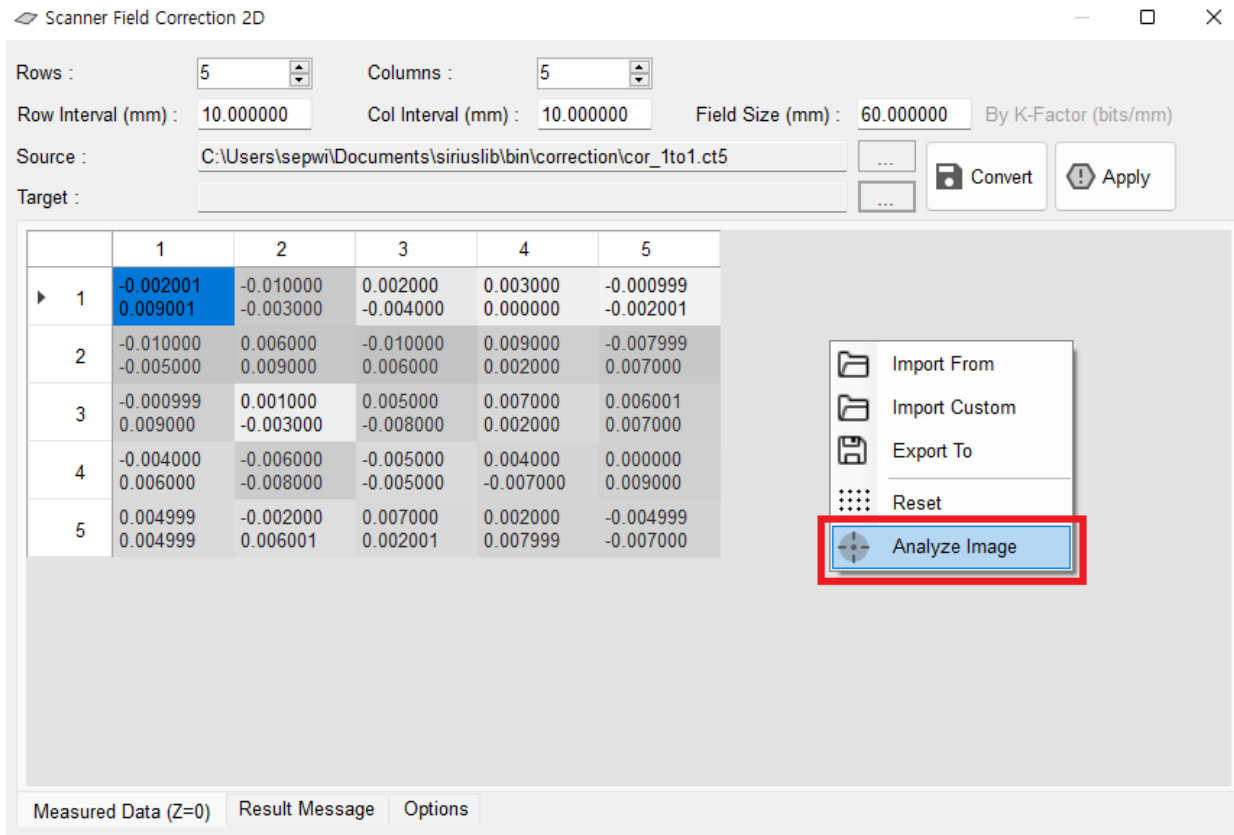 Scanner Field Correction 2D
Rows : 5 Columns : 5
Row Interval (mm) : 10.000000 Col Interval (mm) : 10.000000 Field Size (mm) : 60.000000 By K-Factor (bits/mm)
Source : C:\Users\sepwi\Documents\siriuslib\bin\correction\cor_1to1.ct5 ...
Convert Apply
Target : ...
1 2 3 4 5
1 -0.002001 -0.010000 0.002000 0.003000 -0.000999
0.009001 -0.003000 -0.004000 0.000000 -0.002001
2 -0.010000 0.006000 -0.010000 0.009000 -0.007999
-0.005000 0.009000 0.006000 0.002000 0.007000
3 -0.000999 0.001000 0.005000 0.007000 0.006001
0.009000 -0.003000 -0.008000 0.002000 0.007000
4 -0.004000 -0.006000 -0.005000 0.004000 0.000000
0.006000 -0.008000 -0.005000 -0.007000 0.009000
5 0.004999 -0.002000 0.007000 0.002000 -0.004999
0.004999 0.006001 0.002001 0.007999 -0.007000
Import From
Import Custom
Export To
Reset
Analyze Image
Measured Data (Z=0) Result Message Options